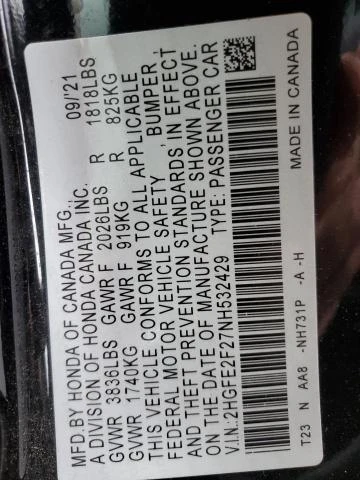 MFD.BY HONDA OF CANADA MFG., 09/'21
A DIVISION OF HONDA CANADA INC.
GVWR 3838LBS GAWR F 2026LBS R 1818LBS
GVWR 1740KG GAWR F 919KG R 825KG
THIS VEHICLE CONFORMS TO ALL APPLICABLE
FEDERAL MOTOR VEHICLE SAFETY , BUMPER ,
AND THEFT PREVENTION STANDARDS, IN EFFECT
ON THE DATE OF MANUFACTURE SHOWN ABOVE.
V.I.N.:2HGFE2F27NH532429 TYPE: PASSENGER CAR
T23 N AA8 -NH731P -A -H MADE IN CANADA